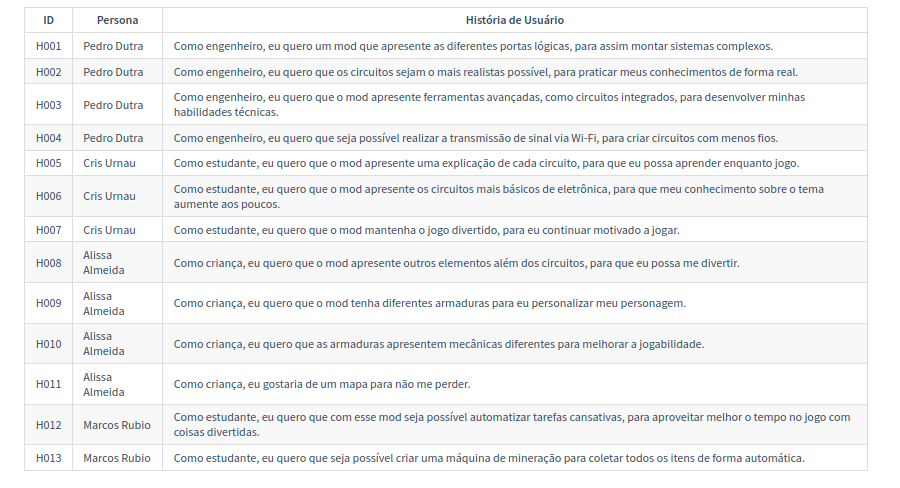 ID Persona História de Usuário
H001 Pedro Dutra Como engenheiro, eu quero um mod que apresente as diferentes portas lógicas, para assim montar sistemas complexos.
H002 Pedro Dutra Como engenheiro, eu quero que os circuitos sejam o mais realistas possível, para praticar meus conhecimentos de forma real.
H003 Pedro Dutra Como engenheiro, eu quero que o mod apresente ferramentas avançadas, como circuitos integrados, para desenvolver minhas
habilidades técnicas.
H004 Pedro Dutra Como engenheiro, eu quero que seja possível realizar a transmissão de sinal via Wi-Fi, para criar circuitos com menos fios.
H005 Cris Urnau Como estudante, eu quero que o mod apresente uma explicação de cada circuito, para que eu possa aprender enquanto jogo.
H006 Cris Urnau Como estudante, eu quero que o mod apresente os circuitos mais básicos de eletrônica, para que meu conhecimento sobre o tema
aumente aos poucos.
H007 Cris Urnau Como estudante, eu quero que o mod mantenha o jogo divertido, para eu continuar motivado a jogar.
H008 Alissa
Almeida Como criança, eu quero que o mod apresente outros elementos além dos circuitos, para que eu possa me divertir.
H009 Alissa
Almeida Como criança, eu quero que o mod tenha diferentes armaduras para eu personalizar meu personagem.
H010 Alissa
Almeida Como criança, eu quero que as armaduras apresentem mecânicas diferentes para melhorar a jogabilidade.
H011 Alissa
Almeida Como criança, eu gostaria de um mapa para não me perder.
H012 Marcos Rubio Como estudante, eu quero que com esse mod seja possível automatizar tarefas cansativas, para aproveitar melhor o tempo no jogo com
coisas divertidas.
H013 Marcos Rubio Como estudante, eu quero que seja possível criar uma máquina de mineração para coletar todos os itens de forma automática.